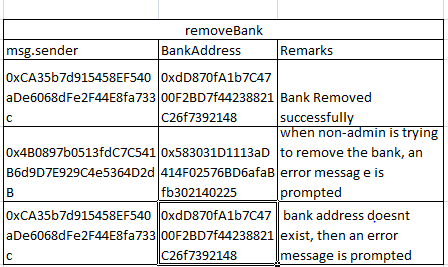 removeBank
msg.sender BankAddress Remarks
0xCA35b7d915458EF540 0xdD870fA1b7C47
aDe6068dFe2F44E8fa733 00F2BD7f44238821 Bank Removed
c C26f7392148 successfully
when non-admin is trying
0x4B0897b0513fdC7C541 0x583031D1113aD to remove the bank, an
B6d9D7E929C4e5364D2d 414F02576BD6afaB error messag e is
B fb302140225 prompted
0xCA35b7d915458EF540 0xdD870fA1b7C47 bank address doesnt
aDe6068dFe2F44E8fa733 00F2BD7f44238821 exist, then an error
c C26f7392148 message is prompted